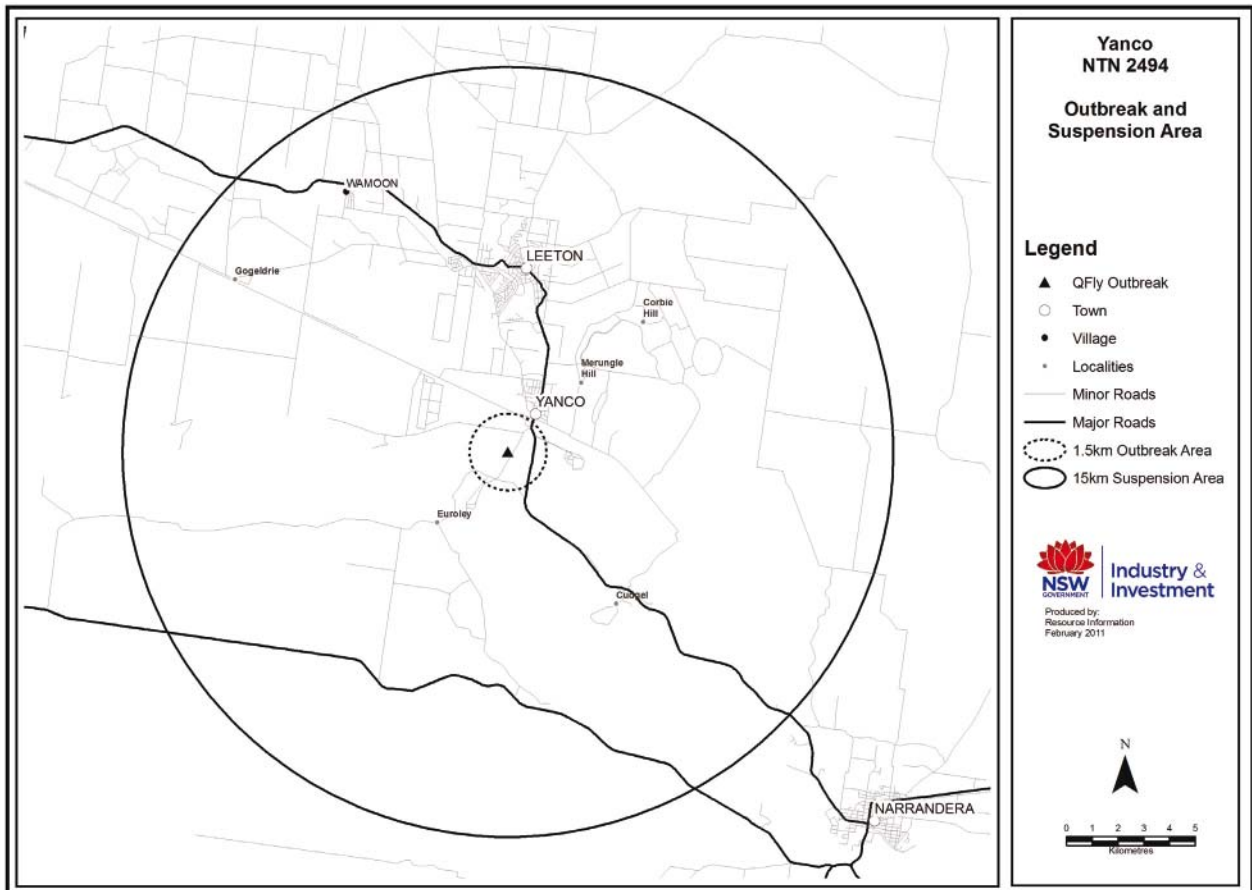 WAMOON
LEETON
Gogeldrie
Corbie
Hill
Merungle
Hill
YANCO
Euroley
Cudgel
NARRANDERA
Yanco
NTN 2494
Outbreak and
Suspension Area
Legend
QFly Outbreak
Town
Village
Localities
Minor Roads
Major Roads
1.5km Outbreak Area
15km Suspension Area
NSW
GOVERNMENT
Industry &
Investment
Produced by:
Resource Information
February 2011
N
0 1 2 3 4 5
Kilometres